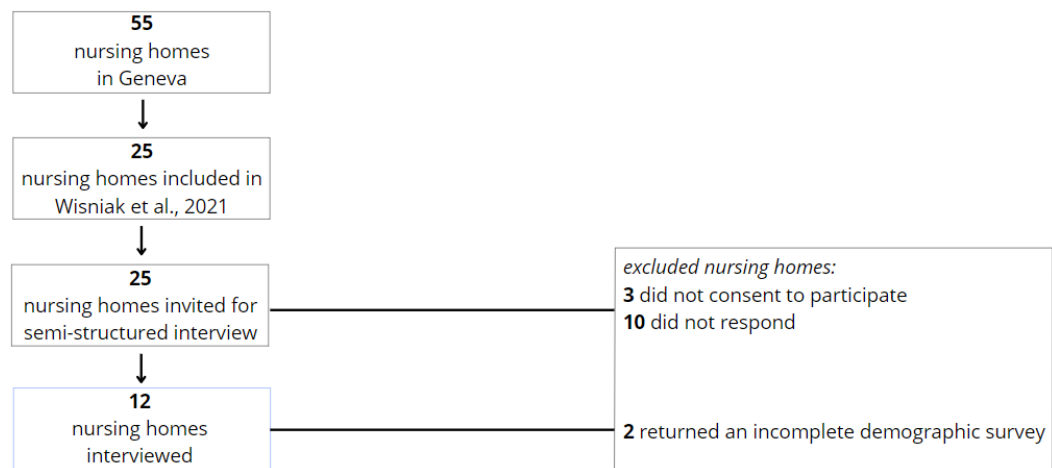 55
nursing homes
in Geneva
25
nursing homes included in
Wisniak et al., 2021
25
nursing homes invited for
semi-structured interview
excluded nursing homes:
3 did not consent to participate
10 did not respond
12
nursing homes
interviewed
2 returned an incomplete demographic survey